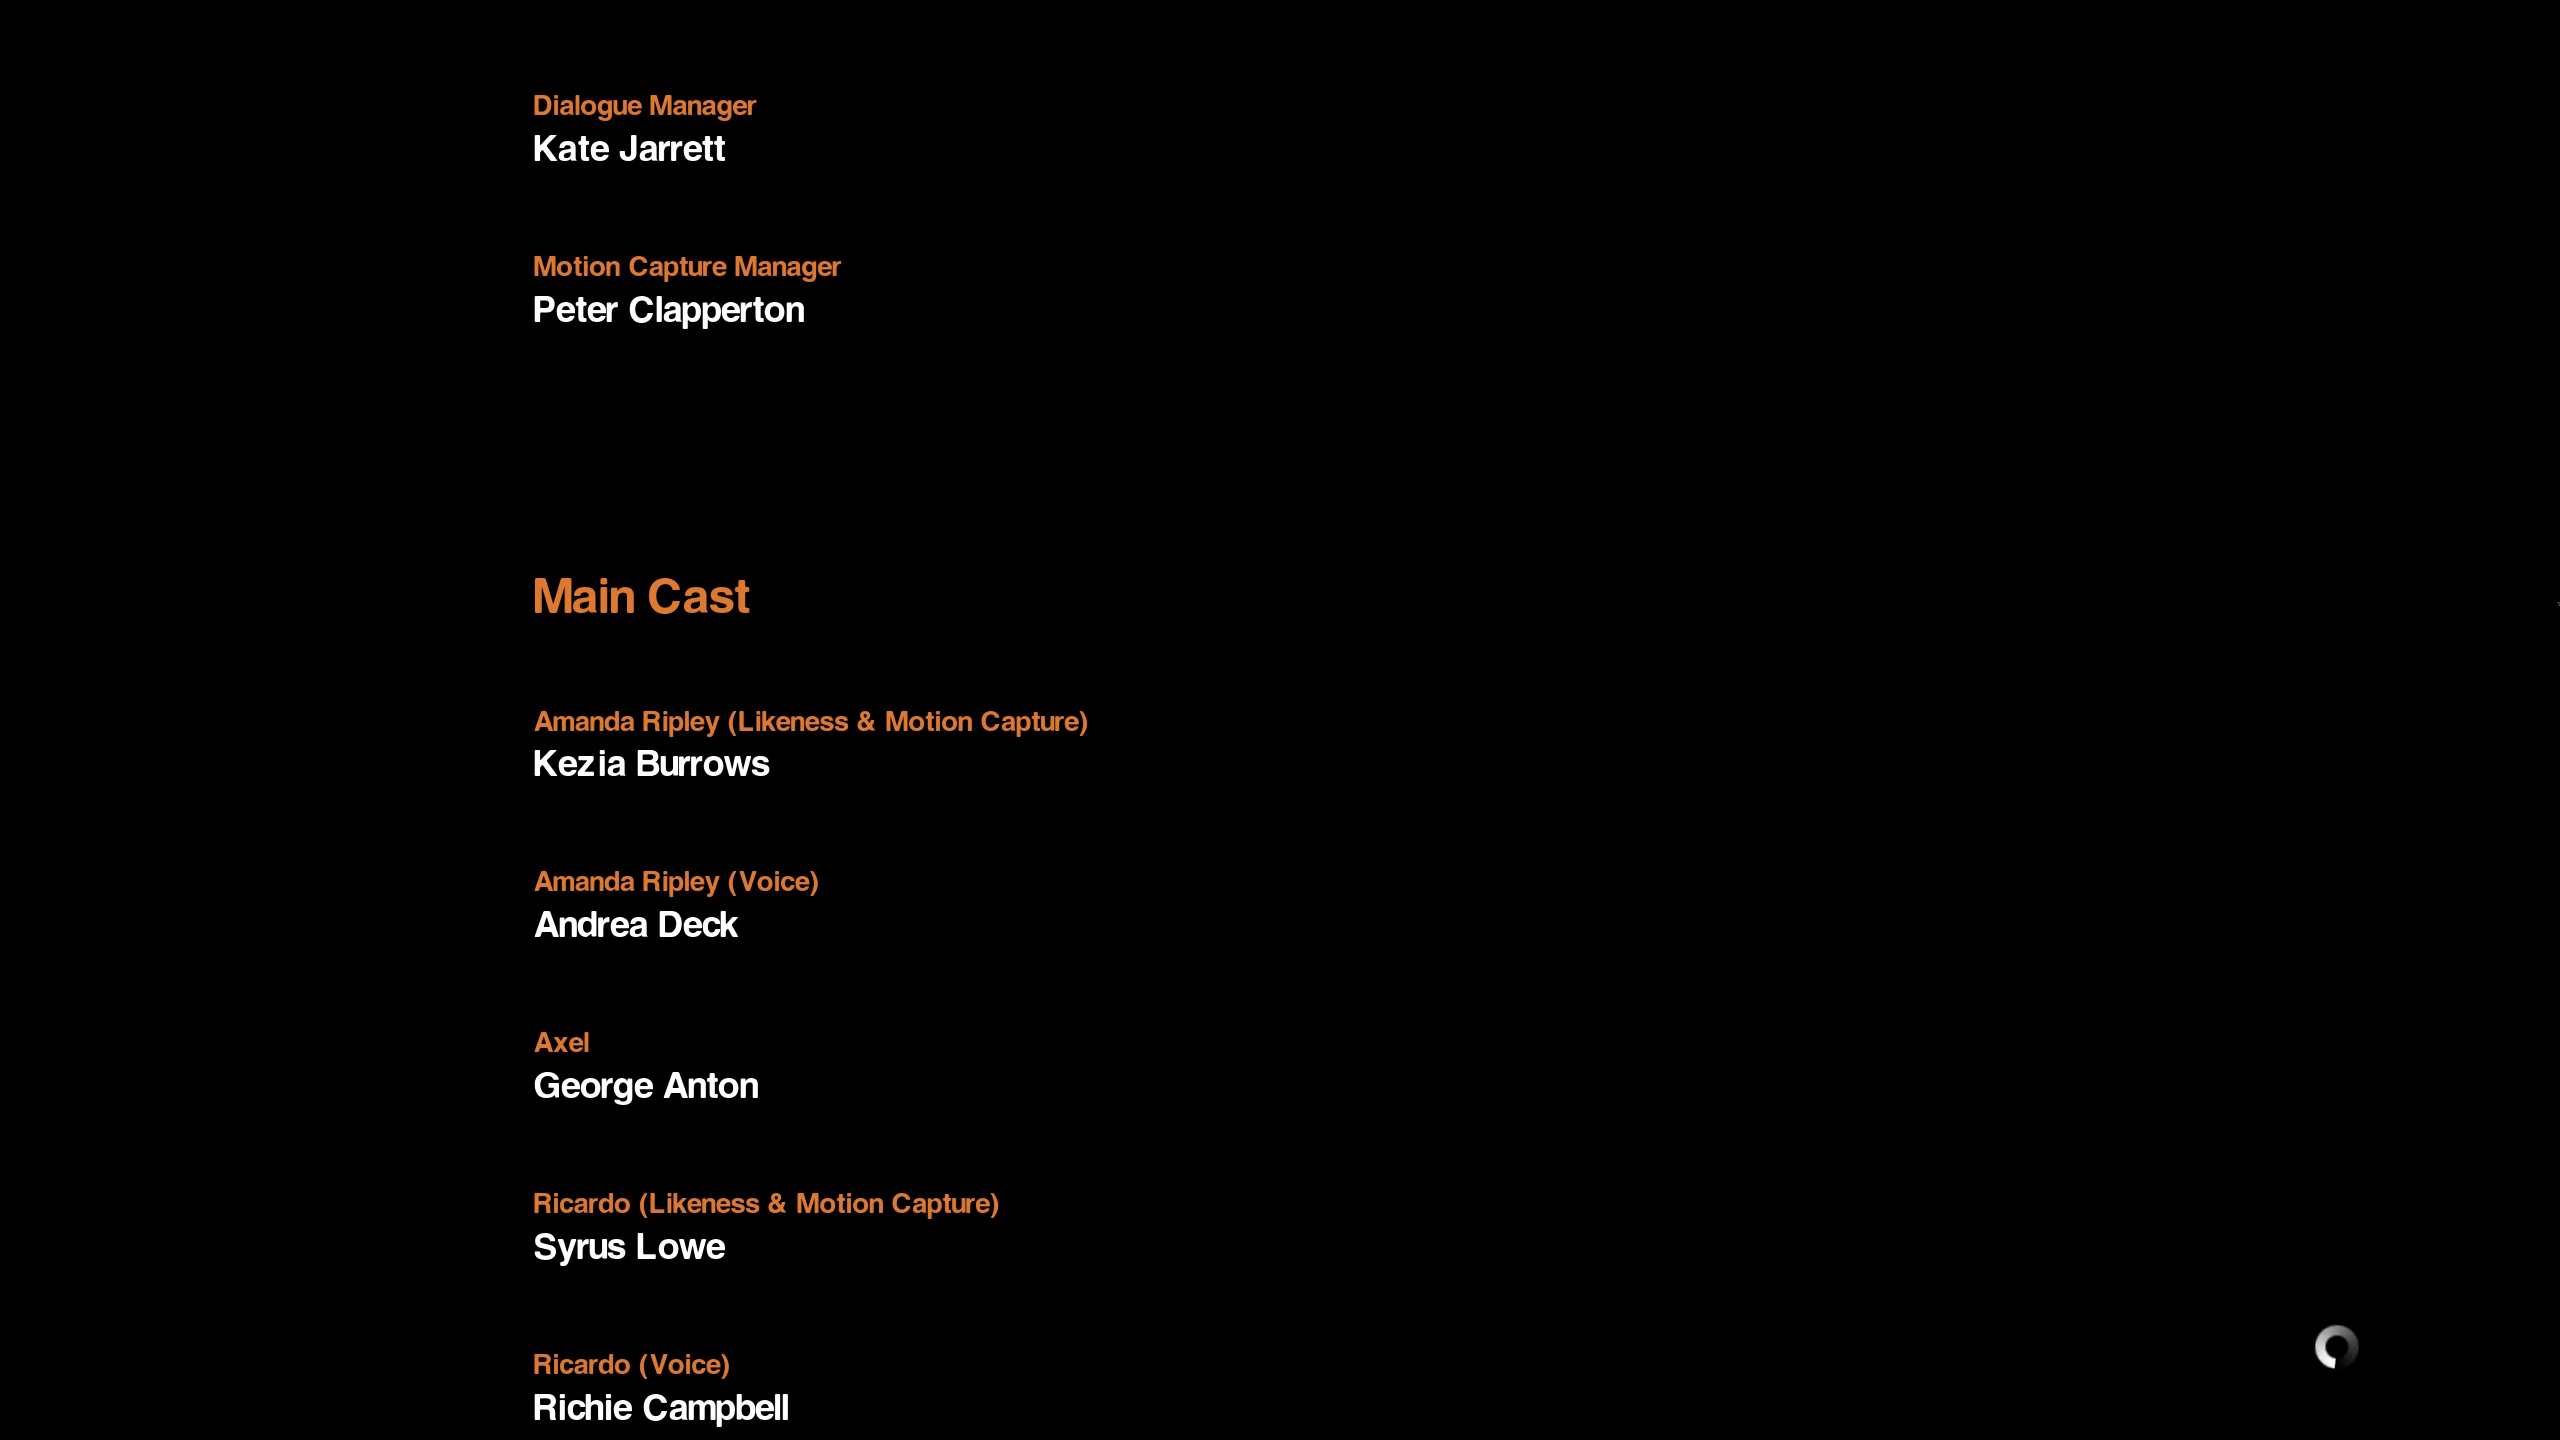 Dialogue Manager
Kate Jarrett
Motion Capture Manager
Peter Clapperton
Main Cast
Amanda Ripley (Likeness & Motion Capture)
Kezia Burrows
Amanda Ripley (Voice)
Andrea Deck
Axel
George Anton
Ricardo (Likeness & Motion Capture)
Syrus Lowe
Ricardo (Voice)
Richie Campbell